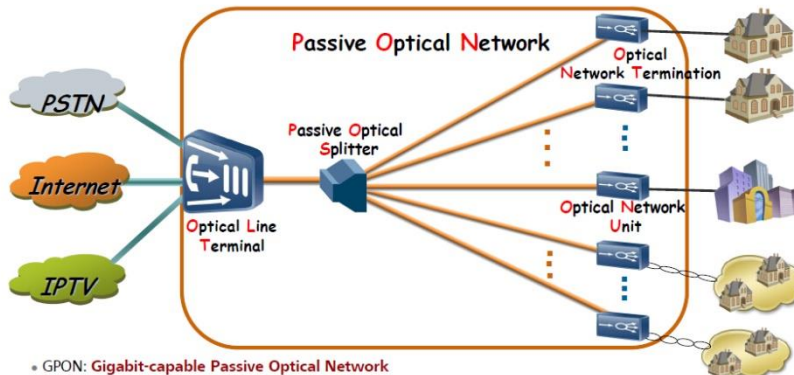 Passive Optical Network
PSTN
Internet
IPTV
Optical Line
Terminal
Passive Optical
Splitter
Optical
Network Termination
Optical Network
Unit
• GPON: Gigabit-capable Passive Optical Network